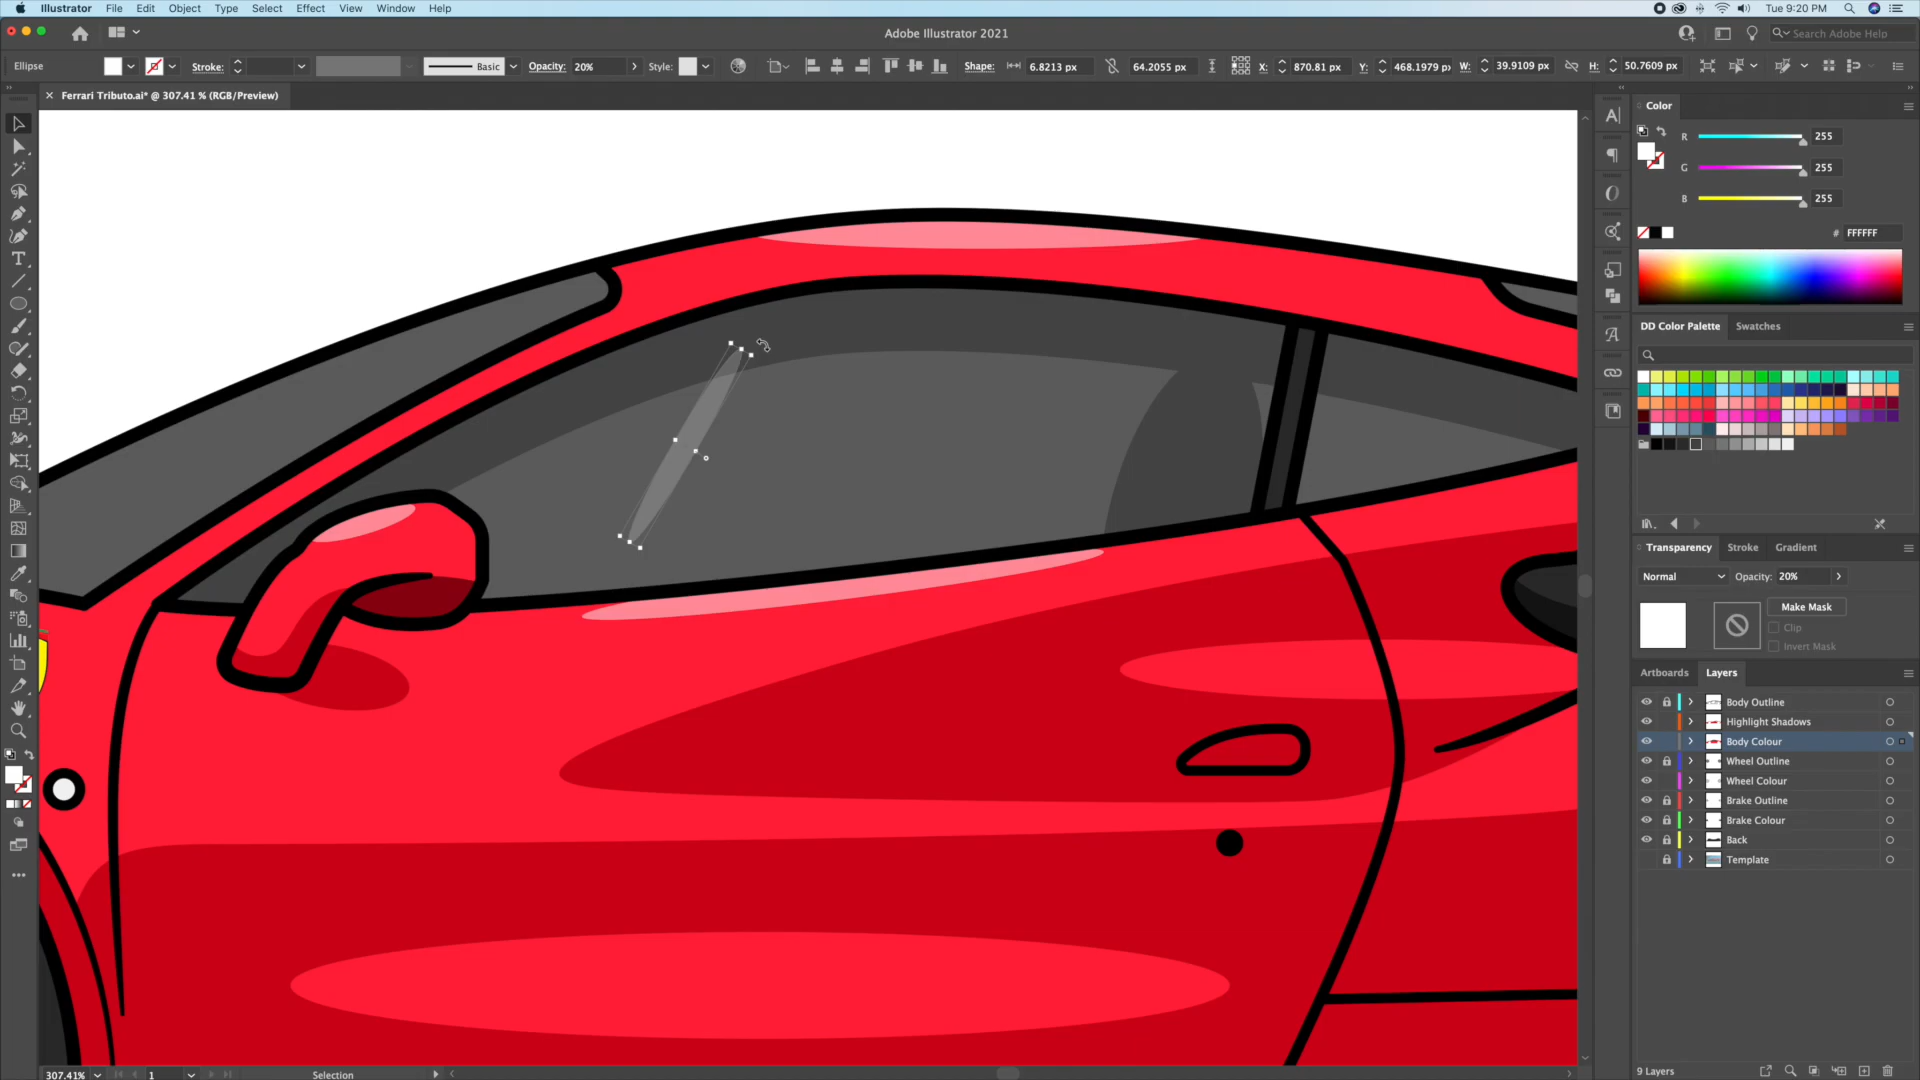 Illustrator File Edit Object Type Select Effect View Window Help Tue 9:20 PM
Adobe Illustrator 2021 Search Adobe Help
Ellipse Stroke: Basic Opacity: 20% Style: Shape: 6.8213 px 64.2055 px X: 870.81 px Y: 468.1979 px W: 39.9109 px H: 50.7609 px
Ferrari Tributo.ai* @ 307.41 % (RGB/Preview)
Color
R 255
G 255
B 255
# FFFFFF
DD Color Palette Swatches
Transparency Stroke Gradient
Normal Opacity: 20%
Make Mask
Clip
Invert Mask
Artboards Layers
Body Outline
Highlight Shadows
Body Colour
Wheel Outline
Wheel Colour
Brake Outline
Brake Colour
Back
Template
307.41% 1 Selection 9 Layers